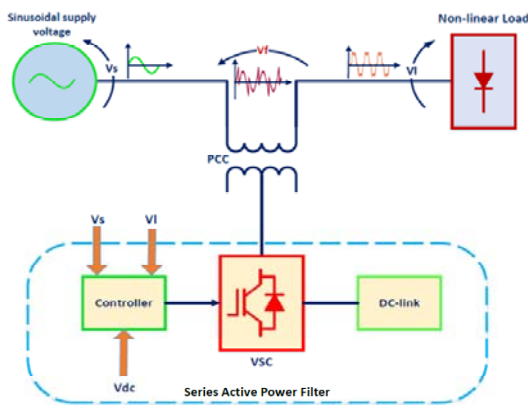 Sinusoidal supply
voltage
Non-linear Load
Vs
Vf
Vl
PCC
Vs
Vl
Controller
DC-link
VSC
Vdc
Series Active Power Filter